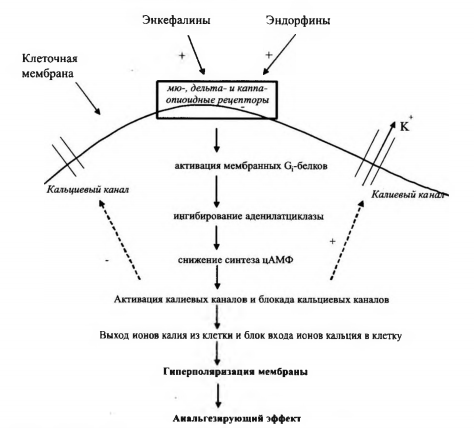 Энкефалины Эндорфины
+ +
Клеточная
мембрана
мю-, дельта- и каппа-
опиоидные рецепторы
K+
активация мембранных Gi-белков
Кальциевый канал
Калиевый канал
ингибирование аденилатциклазы
+
снижение синтеза цАМФ
-
Активация калиевых каналов и блокада кальциевых каналов
Выход ионов калия из клетки и блок входа ионов кальция в клетку
Гиперполяризация мембраны
Анальгезирующий эффект